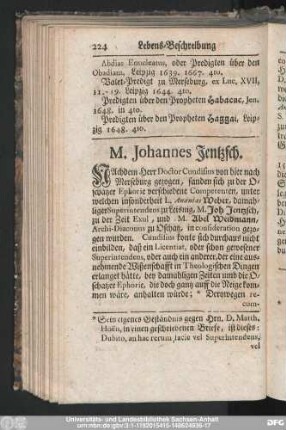 224 Lebens-Beschreibung
Abdias Enucleatus, oder Predigten über den
Obadiam, Leipzig 1639. 1667. 4to.
Valet-Predigt zu Merseburg, ex Luc, XVII,
11.-19. Leipzig 1644. 4to.
Predigten über den Propheten Habacuc, Jen.
1648. in 4to.
Predigten über den Propheten Haggai, Leip-
zig 1648. 4to.
M. Johannes Jentzsch.
NAchdem Herr Doctor Cundisius von hier nach
Merseburg gezogen, fanden sich zu der O-
schatzer Ephorie verschiedene Competenten, unter
welchen insonderheit L. Ananias Weber, damah-
liger Superintendens zu Leisnig, M. Joh Jentzsch,
zu der Zeit Exul, und M. Abel Weidmann,
Archi-Diaconus zu Oschatz, in consideration gezo-
gen wurden. Cundisius konte sich durchaus nicht
einbilden, daß ein Licentiat, oder schon gewesener
Superintendens, oder auch ein anderer, der eine aus-
nehmende Wissenschafft in Theologischen Dingen
erlanget hätte, bey damahligen Zeiten und die O-
schatzer Ephorie, die doch gantz auff die Neige kom-
men wäre, anhalten würde; * Derowegen re-
com-
* Sein eigenes Geständnis gegen Hrn. D. Matth.
Hoën, in einem geschriebenen Briefe, ist dieses:
Dubito, an hac rerum facie vel Superintendens,
vel
Universitäts- und Landesbibliothek Sachsen-Anhalt